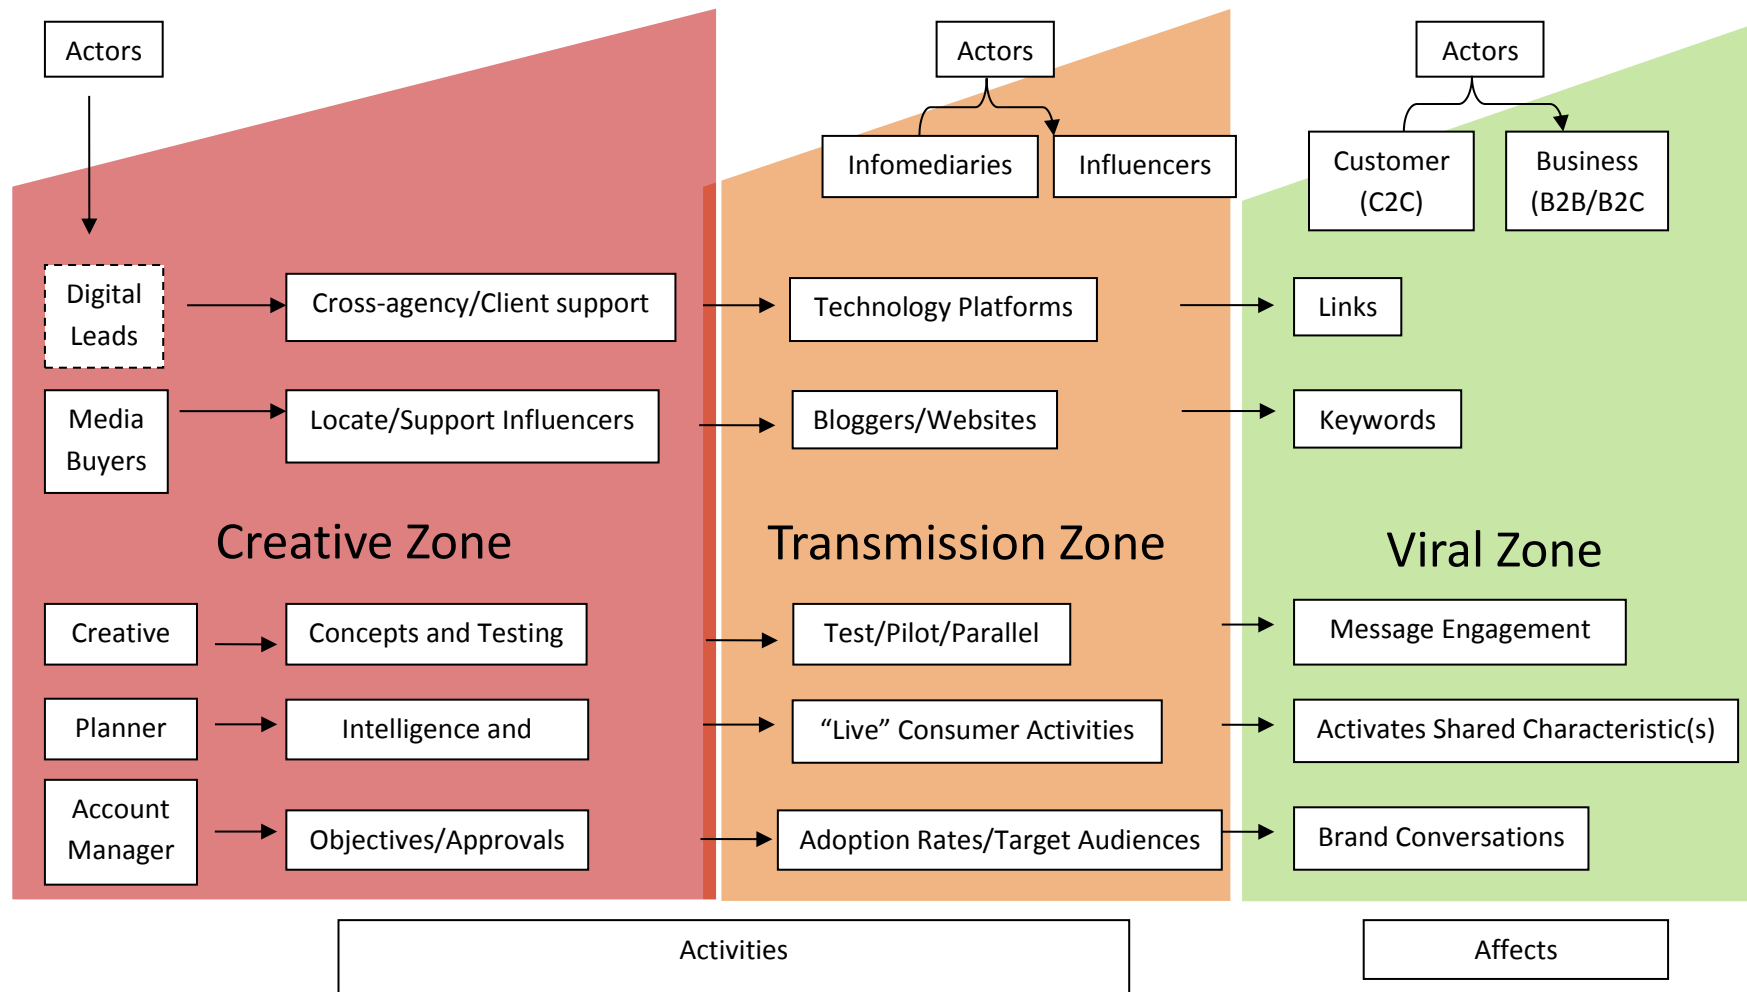 Actors
Actors
Actors
Infomediaries
Influencers
Customer
(C2C)
Business
(B2B/B2C
Digital
Leads
Cross-agency/Client support
Technology Platforms
Links
Media
Buyers
Locate/Support Influencers
Bloggers/Websites
Keywords
Creative Zone
Transmission Zone
Viral Zone
Creative
Concepts and Testing
Test/Pilot/Parallel
Message Engagement
Planner
Intelligence and
“Live” Consumer Activities
Activates Shared Characteristic(s)
Account
Manager
Objectives/Approvals
Adoption Rates/Target Audiences
Brand Conversations
Activities
Affects